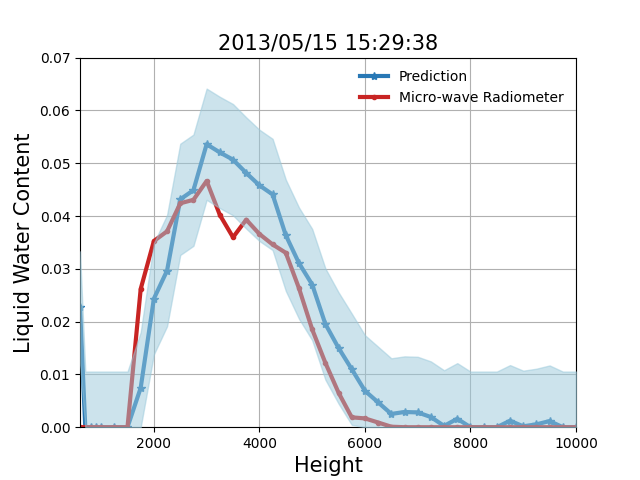 2013/05/15 15:29:38
0.07
0.06
0.05
0.04
0.03
0.02
0.01
0.00
Liquid Water Content
Prediction
Micro-wave Radiometer
2000 4000 6000 8000 10000
Height